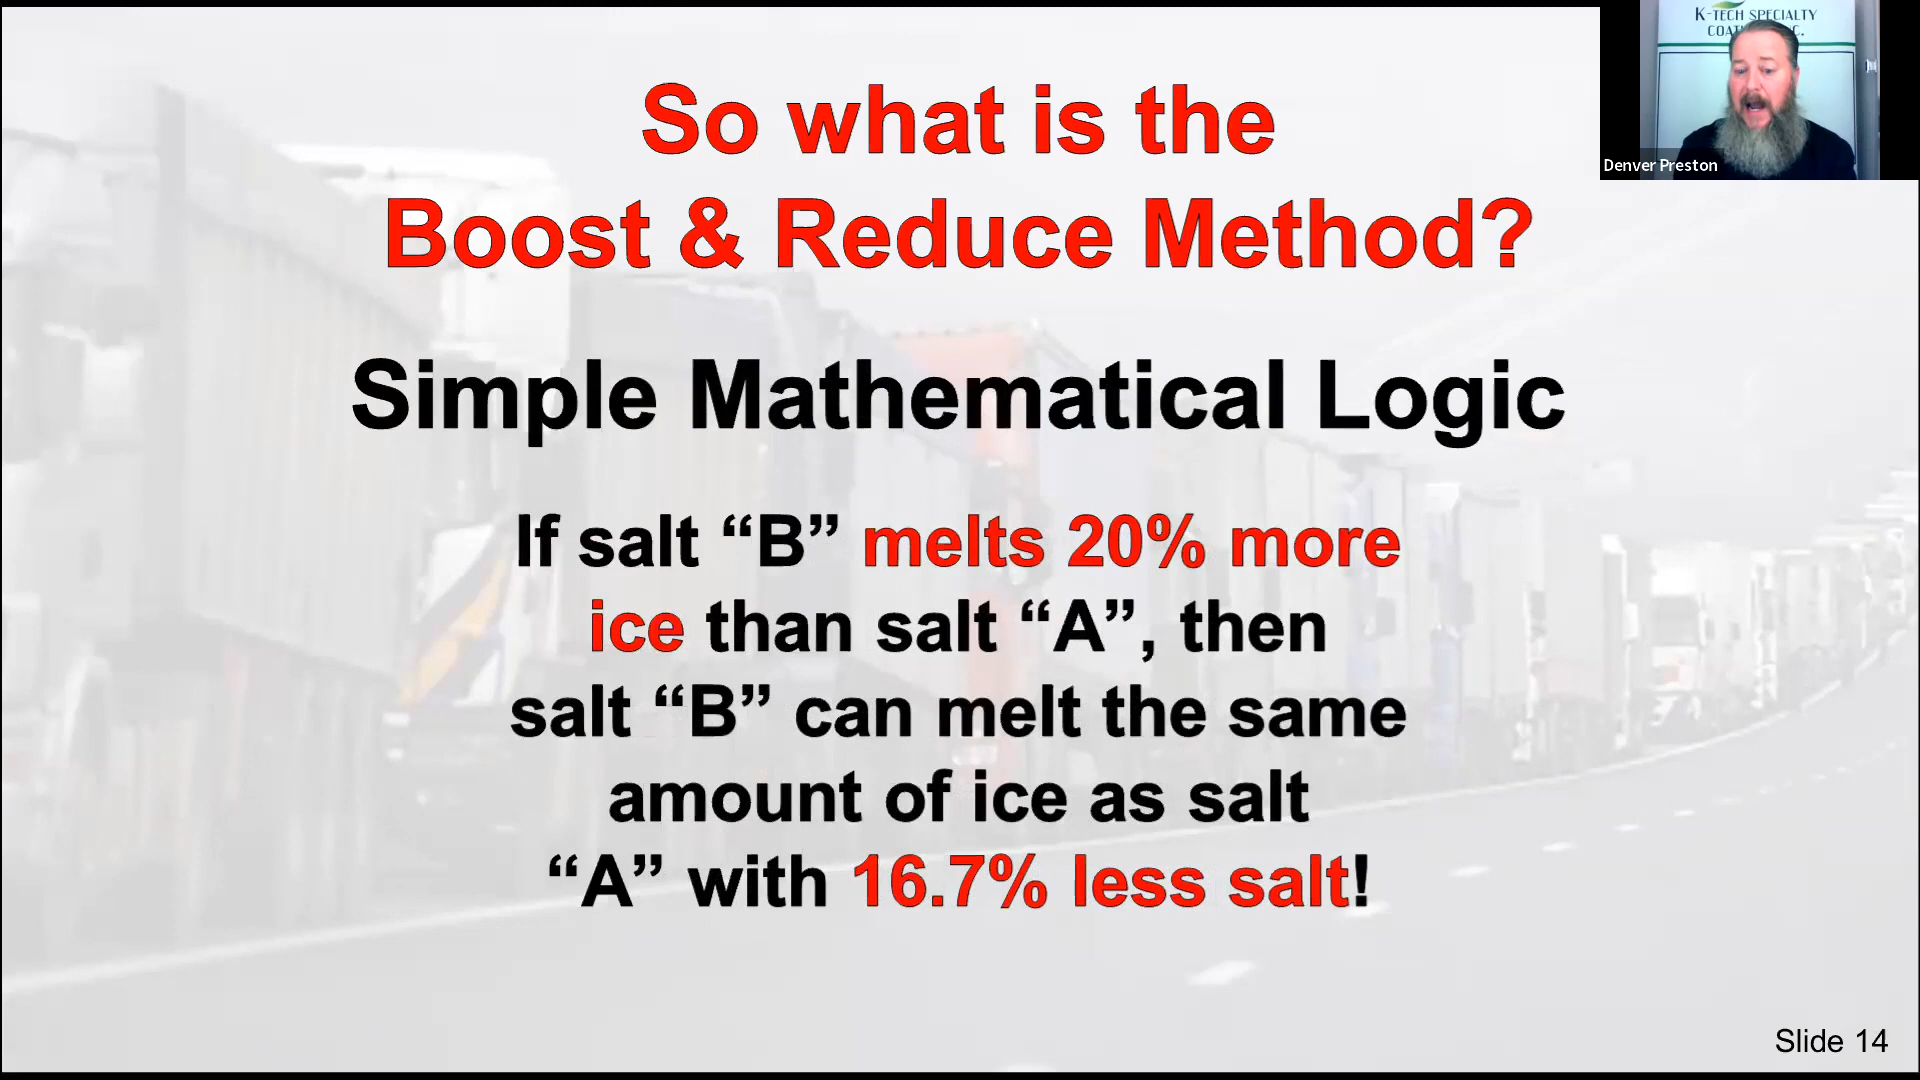 So what is the
Boost & Reduce Method?
Simple Mathematical Logic
If salt “B” melts 20% more
ice than salt “A”, then
salt “B” can melt the same
amount of ice as salt
“A” with 16.7% less salt!
Slide 14
K-TECH SPECIALTY
Denver Preston